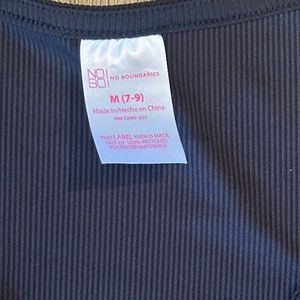 NO
BO
NO BOUNDARIES
M (7-9)
Made in/Hecho en China
THIS LABEL YARN IS MADE
OUT OF 100% RECYCLED
POLYESTER MATERIALS